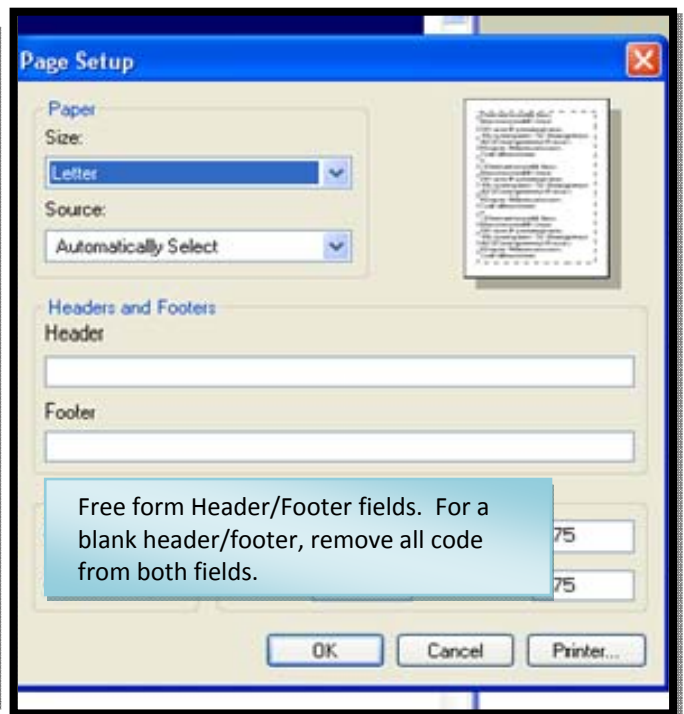 Page Setup
Paper
Size:
Letter
Source:
Automatically Select
Headers and Footers
Header
Footer
Free form Header/Footer fields. For a
blank header/footer, remove all code
from both fields.
75
75
OK Cancel Printer...